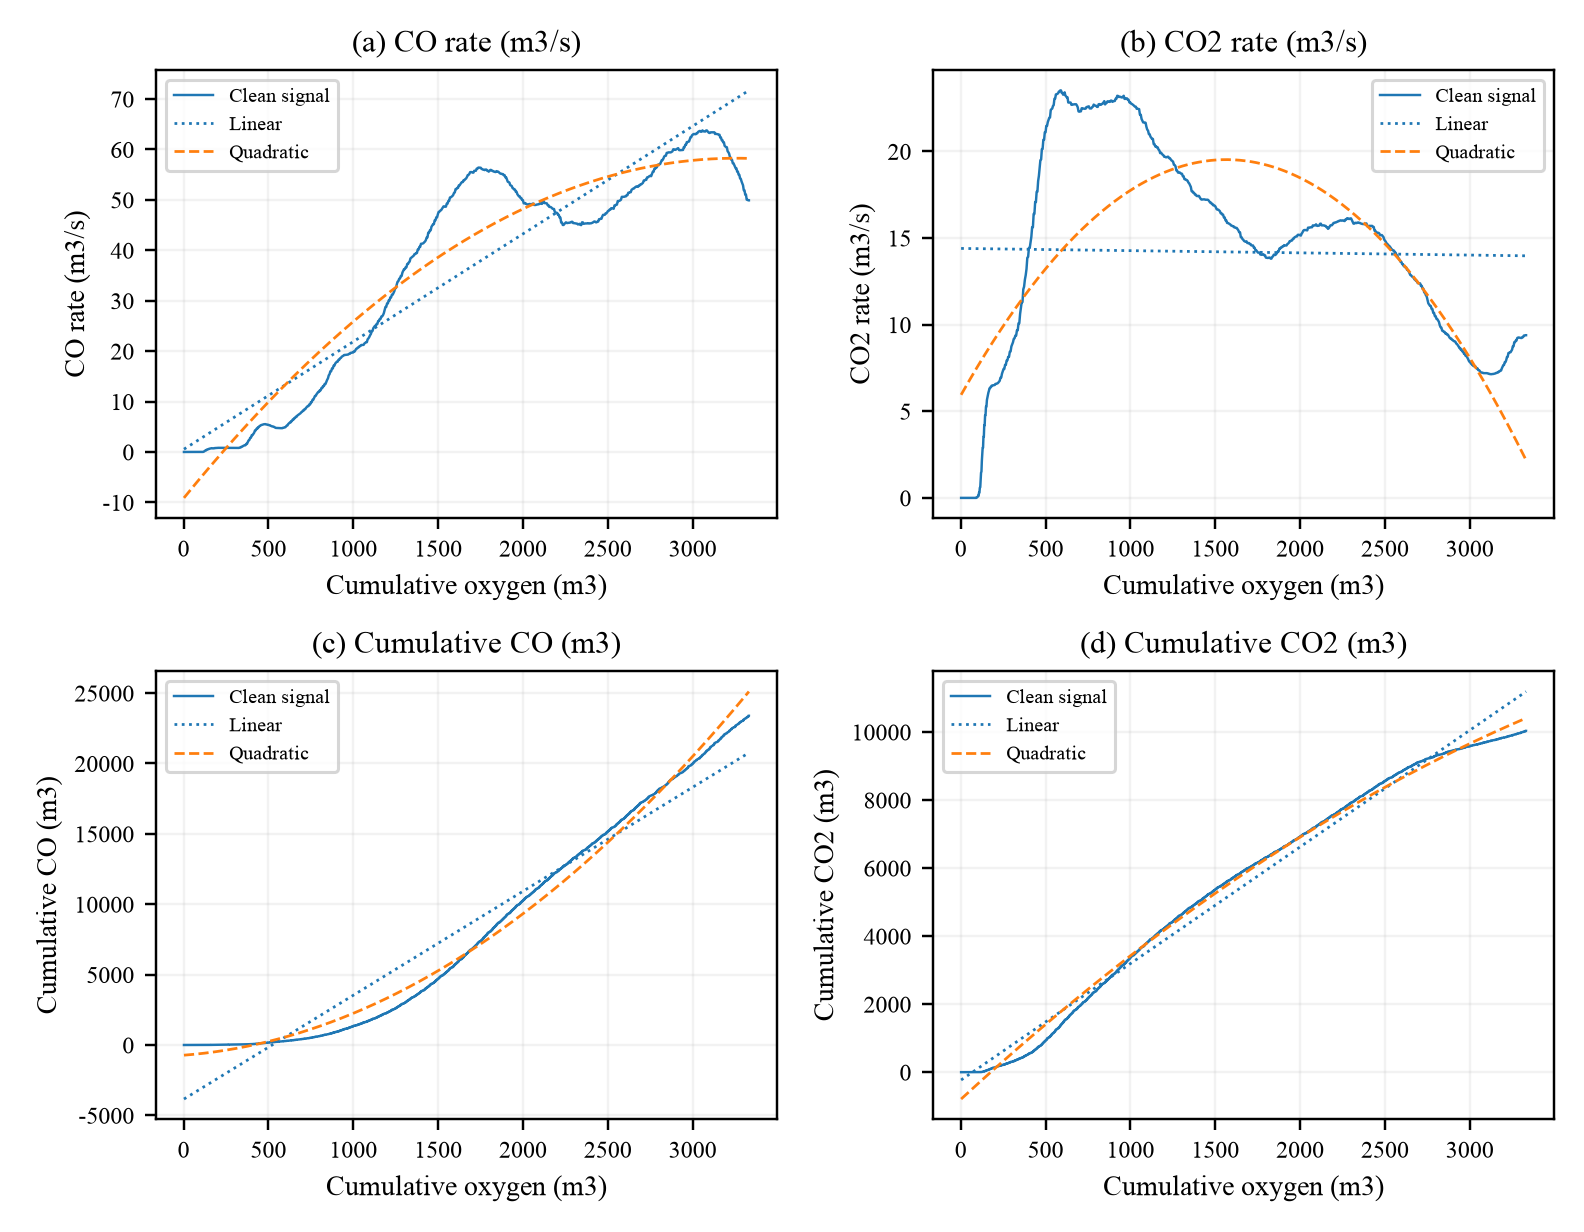 (a) CO rate (m3/s)
Clean signal
Linear
Quadratic
CO rate (m3/s)
70
60
50
40
30
20
10
0
-10
0 500 1000 1500 2000 2500 3000
Cumulative oxygen (m3)
(b) CO2 rate (m3/s)
Clean signal
Linear
Quadratic
CO2 rate (m3/s)
20
15
10
5
0
0 500 1000 1500 2000 2500 3000
Cumulative oxygen (m3)
(c) Cumulative CO (m3)
Clean signal
Linear
Quadratic
Cumulative CO (m3)
25000
20000
15000
10000
5000
0
-5000
0 500 1000 1500 2000 2500 3000
Cumulative oxygen (m3)
(d) Cumulative CO2 (m3)
Clean signal
Linear
Quadratic
Cumulative CO2 (m3)
10000
8000
6000
4000
2000
0
0 500 1000 1500 2000 2500 3000
Cumulative oxygen (m3)